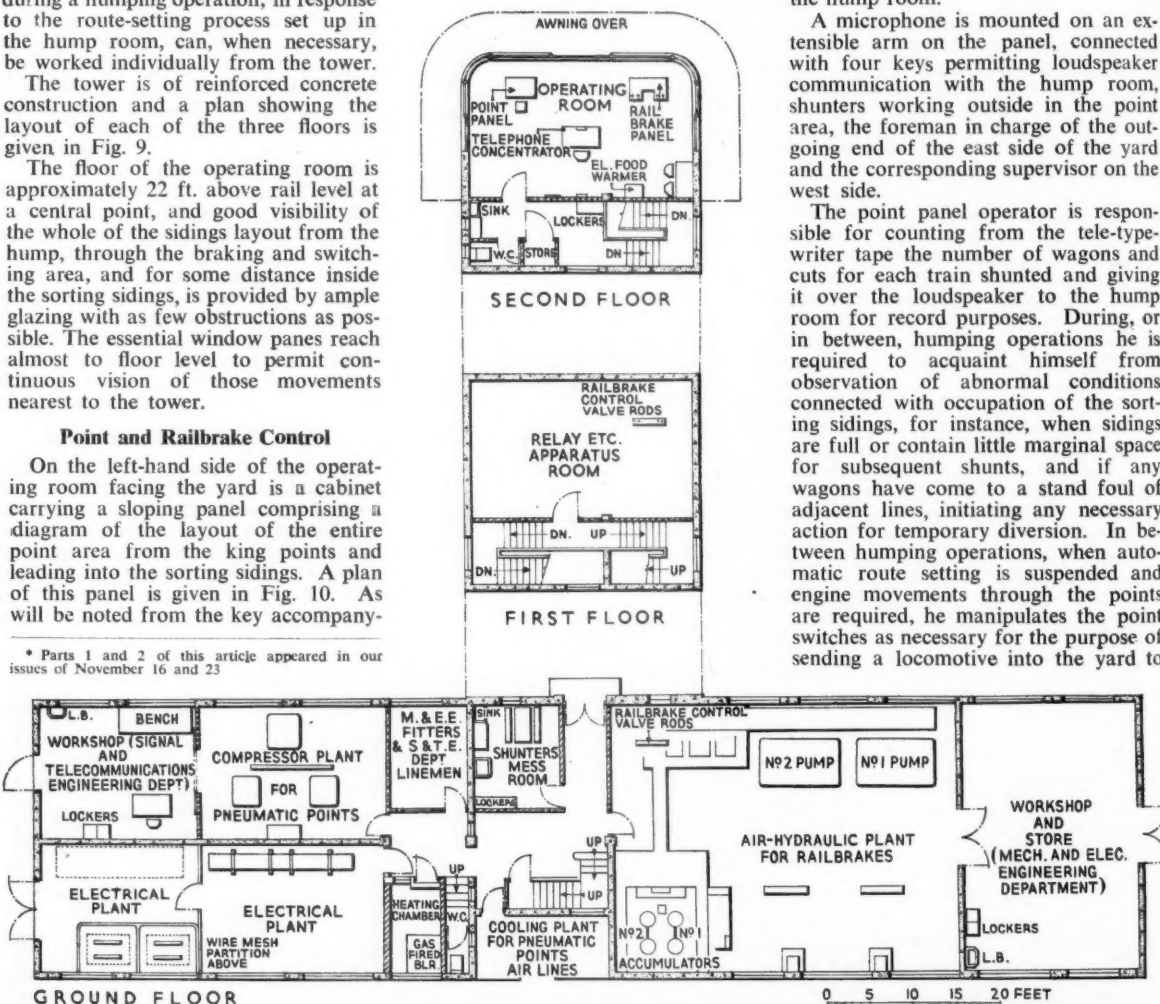 during a humping operation, in response
to the route-setting process set up in
the hump room, can, when necessary,
be worked individually from the tower.
The tower is of reinforced concrete
construction and a plan showing the
layout of each of the three floors is
given in Fig. 9.
The floor of the operating room is
approximately 22 ft. above rail level at
a central point, and good visibility of
the whole of the sidings layout from the
hump, through the braking and switch-
ing area, and for some distance inside
the sorting sidings, is provided by ample
glazing with as few obstructions as pos-
sible. The essential window panes reach
almost to floor level to permit con-
tinuous vision of those movements
nearest to the tower.
Point and Railbrake Control
On the left-hand side of the operat-
ing room facing the yard is a cabinet
carrying a sloping panel comprising a
diagram of the layout of the entire
point area from the king points and
leading into the sorting sidings. A plan
of this panel is given in Fig. 10. As
will be noted from the key accompany-
* Parts 1 and 2 of this article appeared in our
issues of November 16 and 23
the hump room.
A microphone is mounted on an ex-
tensible arm on the panel, connected
with four keys permitting loudspeaker
communication with the hump room,
shunters working outside in the point
area, the foreman in charge of the out-
going end of the east side of the yard
and the corresponding supervisor on the
west side.
The point panel operator is respon-
sible for counting from the tele-type-
writer tape the number of wagons and
cuts for each train shunted and giving
it over the loudspeaker to the hump
room for record purposes. During, or
in between, humping operations he is
required to acquaint himself from
observation of abnormal conditions
connected with occupation of the sort-
ing sidings, for instance, when sidings
are full or contain little marginal space
for subsequent shunts, and if any
wagons have come to a stand foul of
adjacent lines, initiating any necessary
action for temporary diversion. In be-
tween humping operations, when auto-
matic route setting is suspended and
engine movements through the points
are required, he manipulates the point
switches as necessary for the purpose of
sending a locomotive into the yard to
AWNING OVER
OPERATING
ROOM
POINT
PANEL
RAIL
BRAKE
PANEL
TELEPHONE
CONCENTRATOR
EL. FOOD
WARMER
SINK
LOCKERS
DN.
W.C.
STORE
DN
SECOND FLOOR
RAILBRAKE
CONTROL
VALVE RODS
RELAY ETC.
APPARATUS
ROOM
DN. UP
DN.
UP
FIRST FLOOR
L.B.
BENCH
WORKSHOP (SIGNAL
AND
TELECOMMUNICATIONS
ENGINEERING DEPT)
LOCKERS
COMPRESSOR PLANT
FOR
PNEUMATIC POINTS
M. & E.E.
FITTERS
& S & T.E.
DEPT
LINEMEN
SINK
SHUNTERS
MESS
ROOM
LOCKERS
RAILBRAKE CONTROL
VALVE RODS
Nº2 PUMP
Nº1 PUMP
AIR-HYDRAULIC PLANT
FOR RAILBRAKES
WORKSHOP
AND
STORE
(MECH. AND ELEC.
ENGINEERING
DEPARTMENT)
LOCKERS
L.B.
ELECTRICAL
PLANT
ELECTRICAL
PLANT
WIRE MESH
PARTITION
ABOVE
HEATING
CHAMBER
GAS
FIRED
BLR
UP
W.C.
UP
UP
COOLING PLANT
FOR PNEUMATIC
POINTS
AIR LINES
Nº2
Nº1
ACCUMULATORS
GROUND FLOOR
0 5 10 15 20 FEET